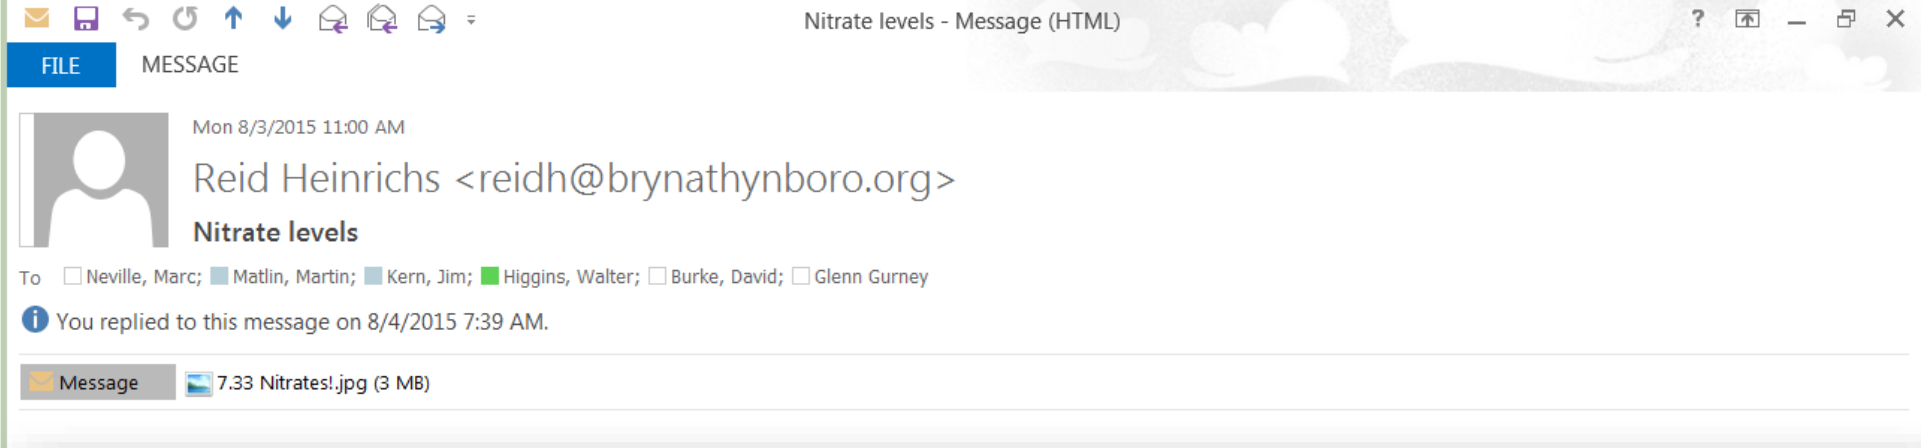 Nitrate levels - Message (HTML)
?
FILE MESSAGE
Mon 8/3/2015 11:00 AM
Reid Heinrichs <reidh@brynathynboro.org>
Nitrate levels
To Neville, Marc; Matlin, Martin; Kern, Jim; Higgins, Walter; Burke, David; Glenn Gurney
You replied to this message on 8/4/2015 7:39 AM.
Message 7.33 Nitrates!.jpg (3 MB)